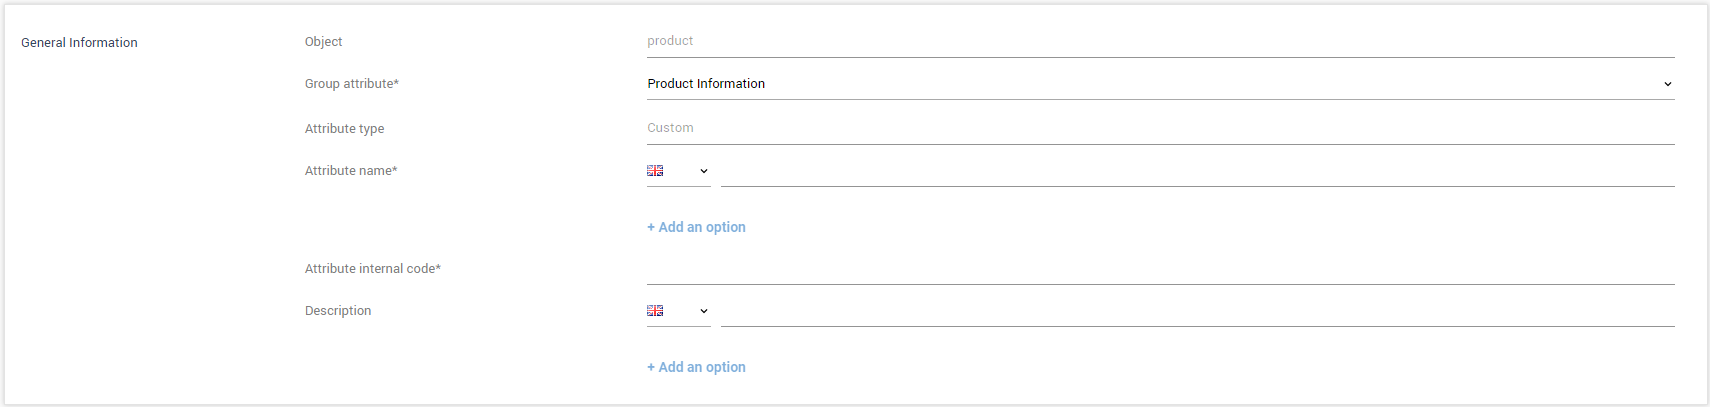 General Information
Object product
Group attribute* Product Information
Attribute type Custom
Attribute name*
+ Add an option
Attribute internal code*
Description
+ Add an option